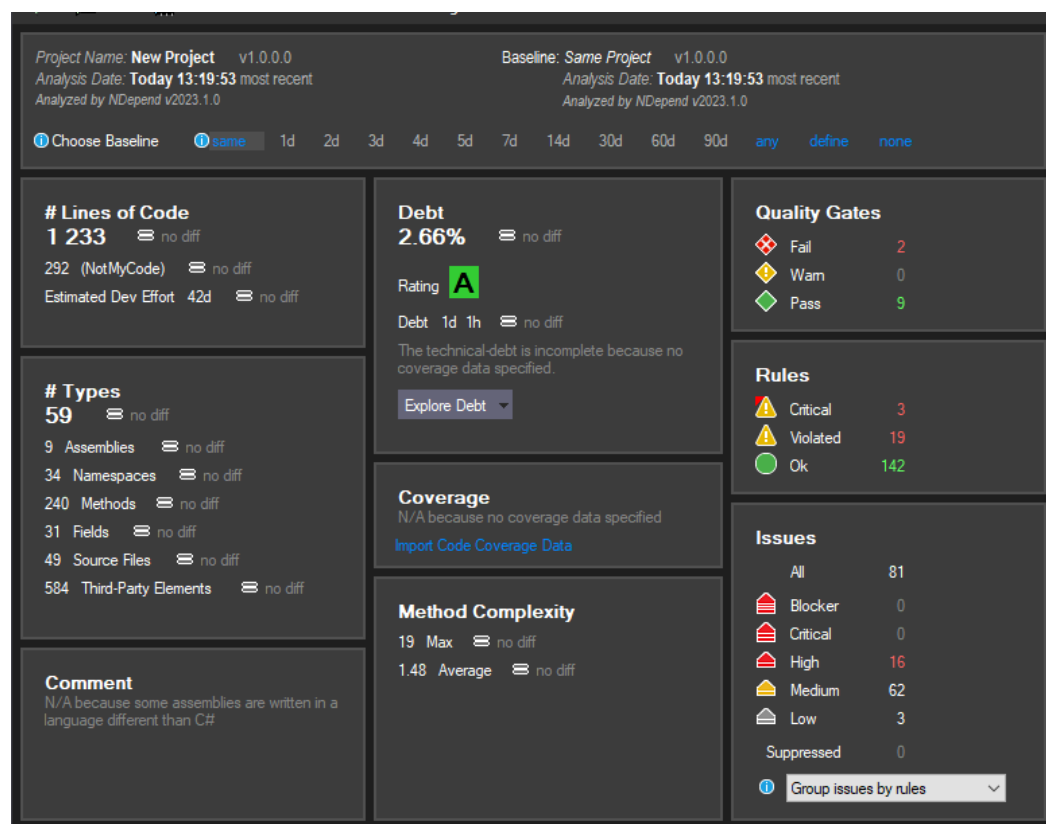 Project Name: New Project v1.0.0.0
Analysis Date: Today 13:19:53 most recent
Analyzed by NDepend v2023.1.0
Baseline: Same Project v1.0.0.0
Analysis Date: Today 13:19:53 most recent
Analyzed by NDepend v2023.1.0
Choose Baseline same 1d 2d 3d 4d 5d 7d 14d 30d 60d 90d any define none
# Lines of Code
1 233 no diff
292 (NotMyCode) no diff
Estimated Dev Effort 42d no diff
# Types
59 no diff
9 Assemblies no diff
34 Namespaces no diff
240 Methods no diff
31 Fields no diff
49 Source Files no diff
584 Third-Party Elements no diff
Comment
N/A because some assemblies are written in a
language different than C#
Debt
2.66% no diff
Rating A
Debt 1d 1h no diff
The technical-debt is incomplete because no
coverage data specified.
Explore Debt
Coverage
N/A because no coverage data specified
Import Code Coverage Data
Method Complexity
19 Max no diff
1.48 Average no diff
Quality Gates
Fail 2
Warn 0
Pass 9
Rules
Critical 3
Violated 19
Ok 142
Issues
All 81
Blocker 0
Critical 0
High 16
Medium 62
Low 3
Suppressed 0
Group issues by rules